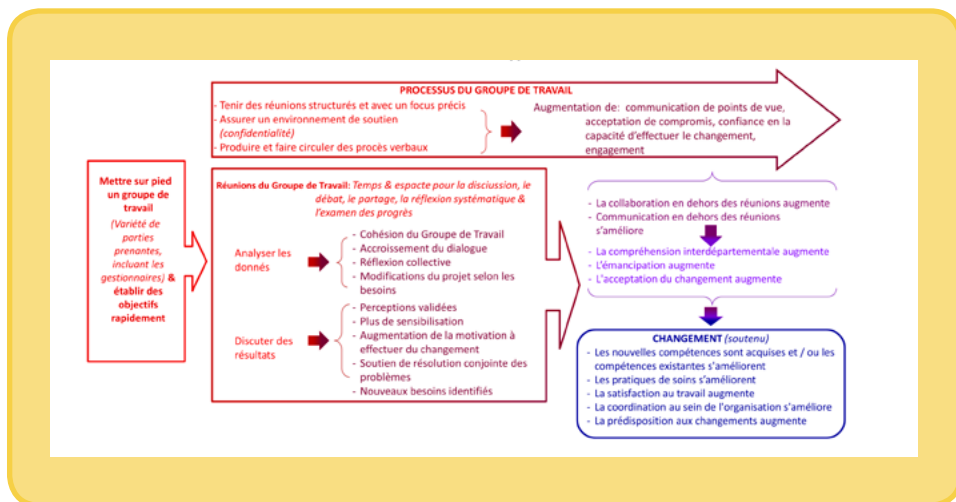 PROCESSUS DU GROUPE DE TRAVAIL
- Tenir des réunions structurés et avec un focus précis
- Assurer un environment de soutien
(confidentialité)
- Produire et faire circuler des procès verbaux
Augmentation de: communication de points de vue,
acceptation de compromis, confiance en la
capacité d'effectuer le changement,
engagement
Mettre sur pied
un groupe de
travail
(Variété de
parties
prenantes,
incluant les
gestionnaires) &
établir des
objectifs
rapidement
Réunions du Groupe de Travail: Temps & espacte pour la disciussion, le
débat, le partage, la réflexion systématique &
l'examen des progrès
Analyser les
donnés
- Cohésion du Groupe de Travail
- Accroissement du dialogue
- Réflexion collective
- Modifications du projet selon les
besoins
Discuter des
résultats
- Perceptions validées
- Plus de sensibilisation
- Augmentation de la motivation à
effectuer du changement
- Soutien de résolution conjointe des
problèmes
- Nouveaux besoins identifiés
- La collaboration en dehors des réunions augmente
- Communication en dehors des réunions
s'améliore
- La compréhension interdépartementale augmente
- L'émancipation augmente
- L'acceptation du changement augmente
CHANGEMENT (soutenu)
- Les nouvelles compétences sont acquises et / ou les
compétences existantes s'améliorent
- Les pratiques de soins s'améliorent
- La satisfaction au travail augmente
- La coordination au sein de l'organisation s'améliore
- La prédisposition aux changements augmente